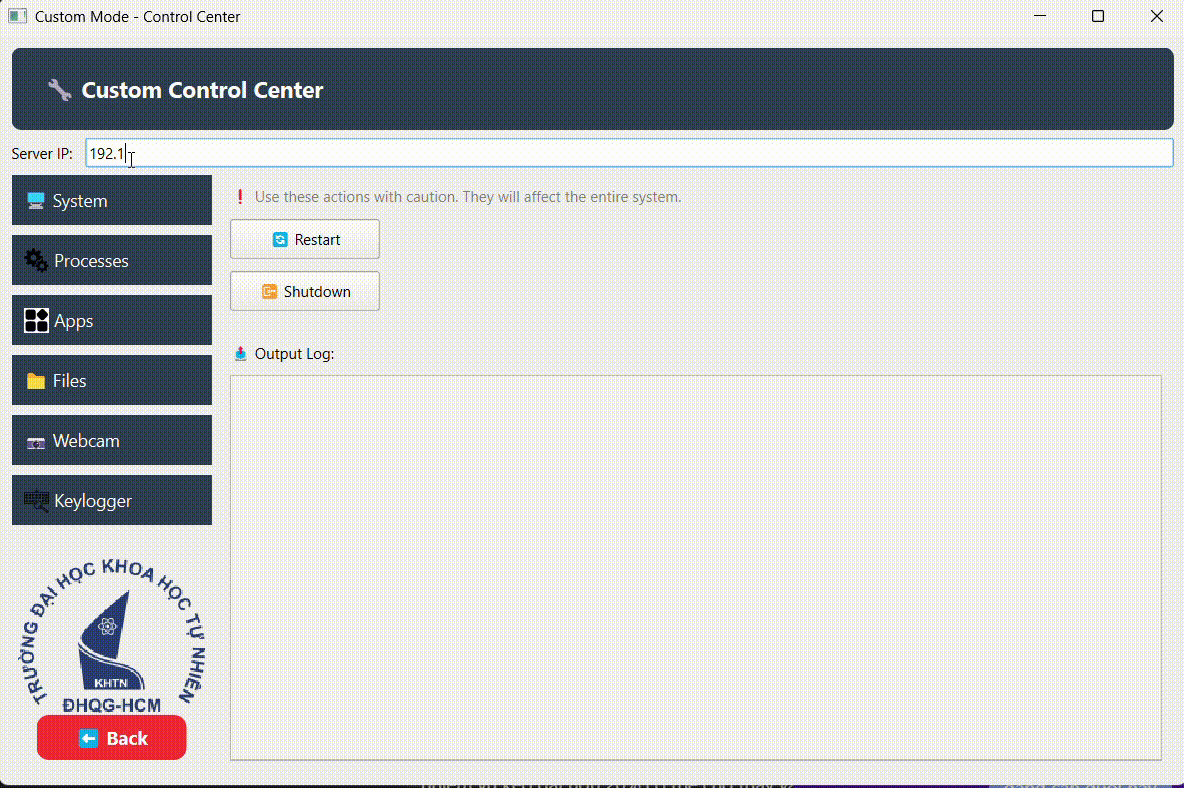 Custom Mode - Control Center
Custom Control Center
Server IP: 192.1
System
Processes
Apps
Files
Webcam
Keylogger
❗ Use these actions with caution. They will affect the entire system.
Restart
Shutdown
Output Log:
TRƯỜNG ĐẠI HỌC KHOA HỌC TỰ NHIÊN
KHTN
ĐHQG-HCM
Back